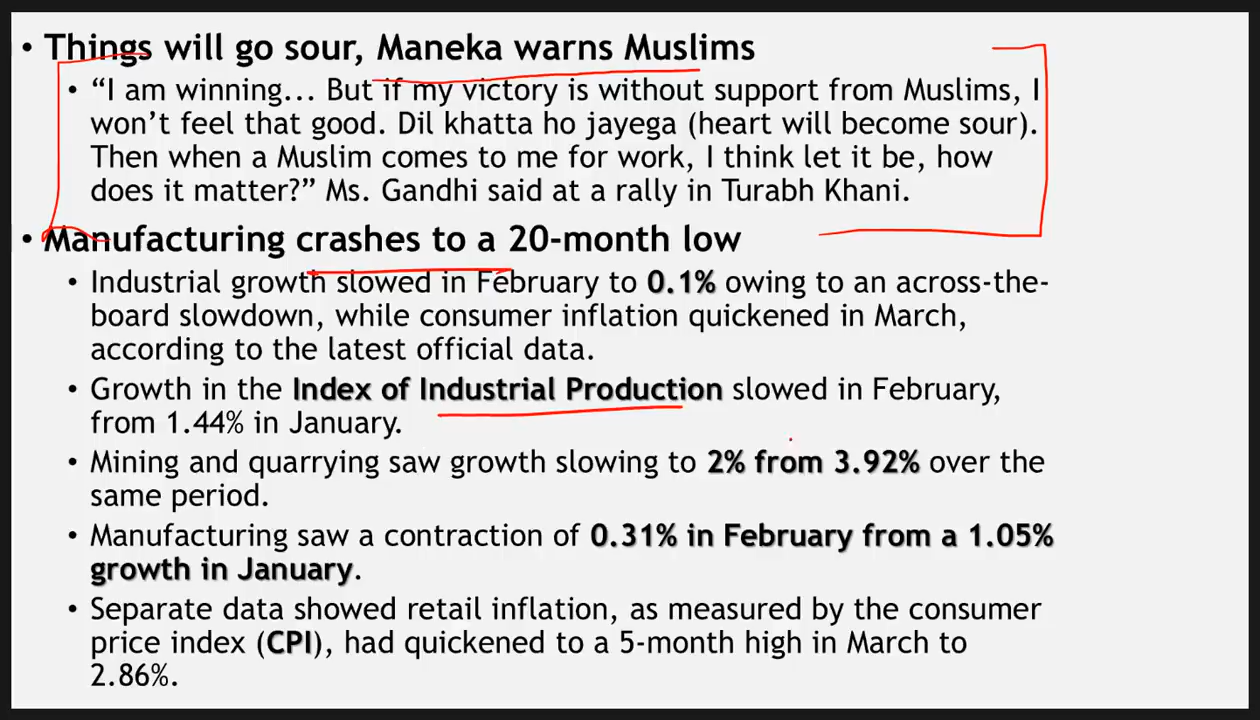 • Things will go sour, Maneka warns Muslims
• “I am winning... But if my victory is without support from Muslims, I
won’t feel that good. Dil khatta ho jayega (heart will become sour).
Then when a Muslim comes to me for work, I think let it be, how
does it matter?” Ms. Gandhi said at a rally in Turabh Khani.
• Manufacturing crashes to a 20-month low
• Industrial growth slowed in February to 0.1% owing to an across-the-
board slowdown, while consumer inflation quickened in March,
according to the latest official data.
• Growth in the Index of Industrial Production slowed in February,
from 1.44% in January.
• Mining and quarrying saw growth slowing to 2% from 3.92% over the
same period.
• Manufacturing saw a contraction of 0.31% in February from a 1.05%
growth in January.
• Separate data showed retail inflation, as measured by the consumer
price index (CPI), had quickened to a 5-month high in March to
2.86%.